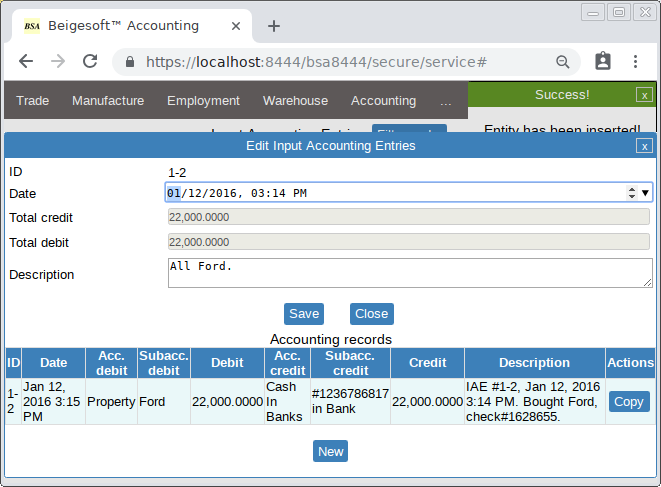 BSA Beigesoft™ Accounting
https://localhost:8444/bsa8444/secure/service#
Trade Manufacture Employment Warehouse Accounting ...
Success! x
Entity has been inserted!
Edit Input Accounting Entries x
ID 1-2
Date 01/12/2016, 03:14 PM
Total credit 22,000.0000
Total debit 22,000.0000
Description All Ford.
Save Close
Accounting records
ID Date Acc. debit Subacc. debit Debit Acc. credit Subacc. credit Credit Description Actions
1-2 Jan 12, 2016 3:15 PM Property Ford 22,000.0000 Cash In Banks #1236786817 in Bank 22,000.0000 IAE #1-2, Jan 12, 2016 3:14 PM. Bought Ford, check#1628655. Copy
New